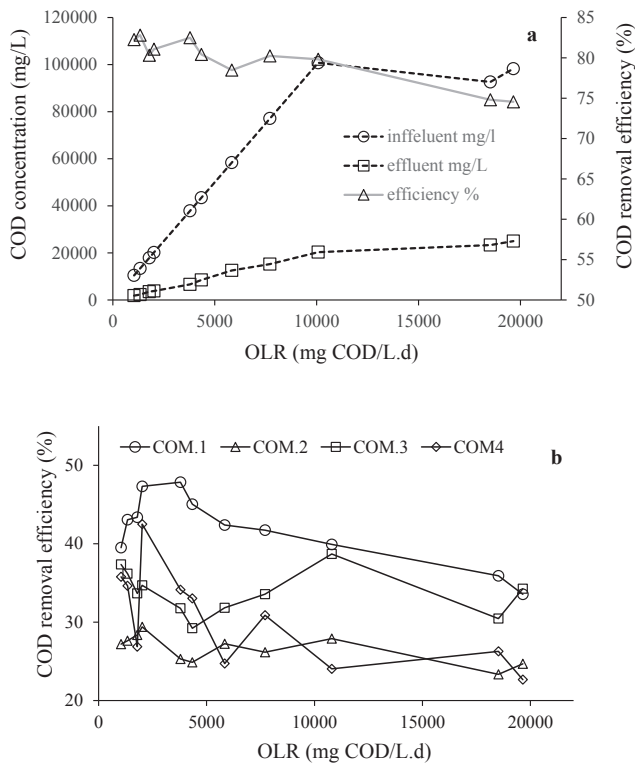 COD concentration (mg/L)
120000
100000
80000
60000
40000
20000
0
0
5000
10000
15000
20000
OLR (mg COD/L.d)
85
80
75
70
65
60
55
50
COD removal efficiency (%)
a
inffeluent mg/l
effluent mg/L
efficiency %
COD removal efficiency (%)
50
40
30
20
0
5000
10000
15000
20000
OLR (mg COD/L.d)
COM.1 COM.2 COM.3 COM4
b